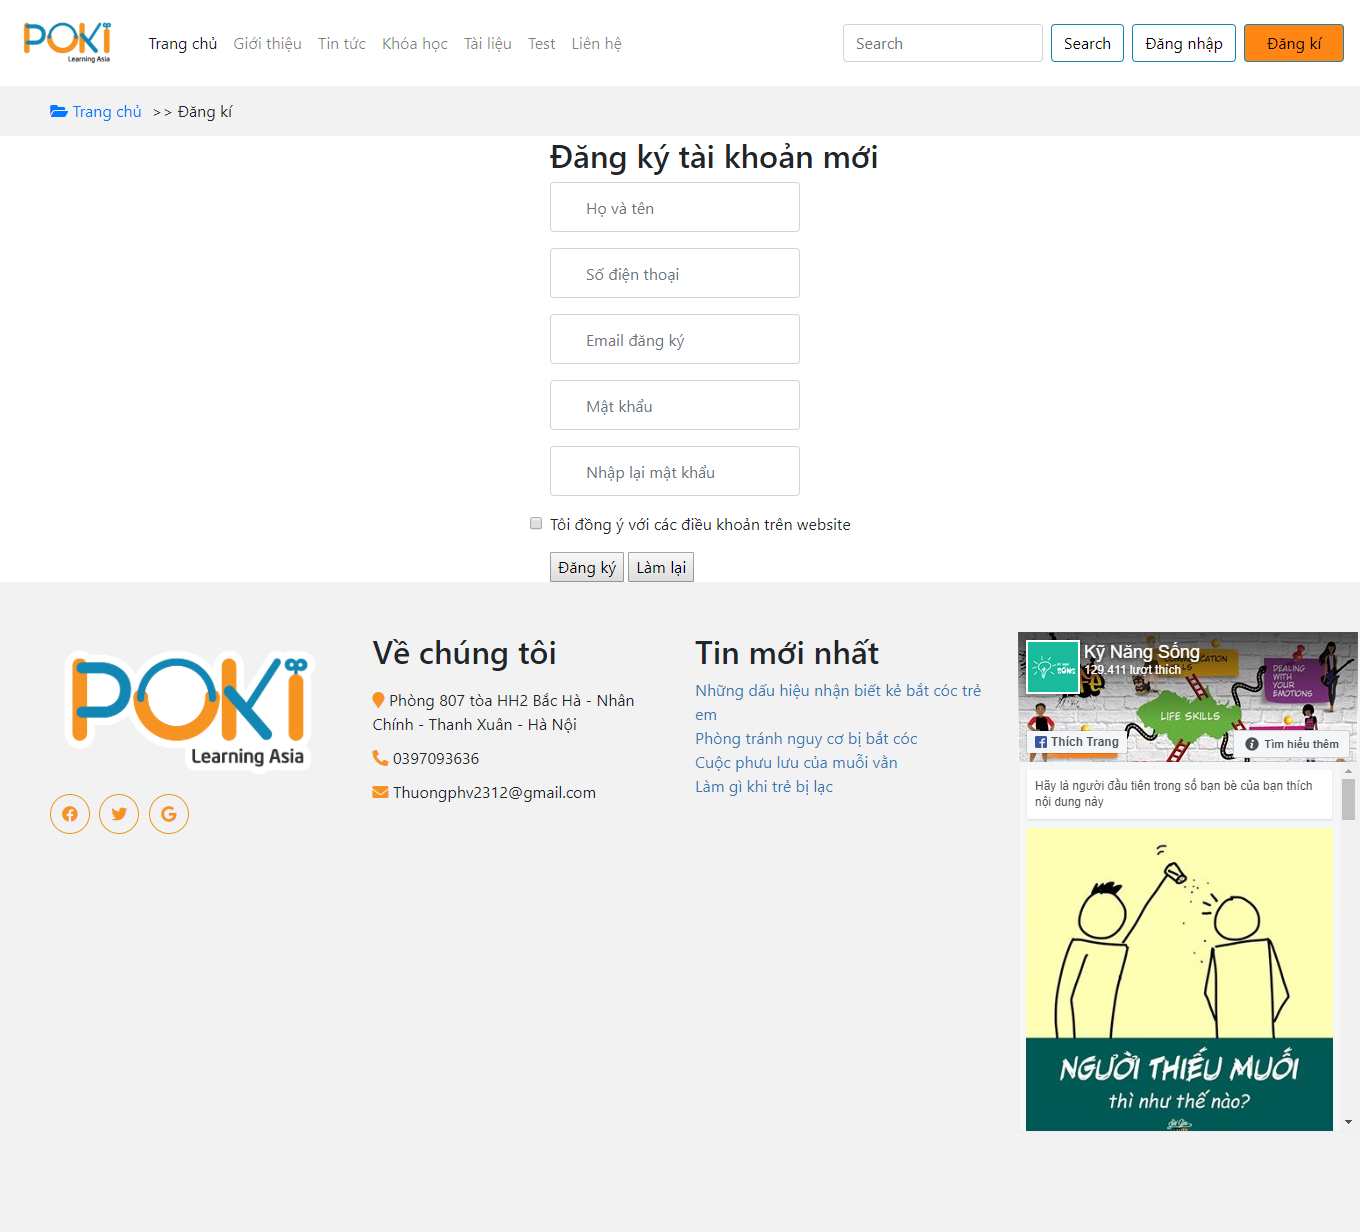 POKI
Learning Asia
Trang chủ Giới thiệu Tin tức Khóa học Tài liệu Test Liên hệ
Search Search Đăng nhập Đăng kí
Trang chủ >> Đăng kí
Đăng ký tài khoản mới
Họ và tên
Số điện thoại
Email đăng ký
Mật khẩu
Nhập lại mật khẩu
Tôi đồng ý với các điều khoản trên website
Đăng ký Làm lại
POKI
Learning Asia
Về chúng tôi
Phòng 807 tòa HH2 Bắc Hà - Nhân
Chính - Thanh Xuân - Hà Nội
0397093636
Thuongphv2312@gmail.com
Tin mới nhất
Những dấu hiệu nhận biết kẻ bắt cóc trẻ
em
Phòng tránh nguy cơ bị bắt cóc
Cuộc phưu lưu của muỗi vằn
Làm gì khi trẻ bị lạc
Kỹ Năng Sống
129.411 lượt thích
DEALING
WITH
YOUR
EMOTIONS
LIFE SKILLS
Thích Trang
Tìm hiểu thêm
Hãy là người đầu tiên trong số bạn bè của bạn thích
nội dung này
NGƯỜI THIẾU MUỐI
thì như thế nào?